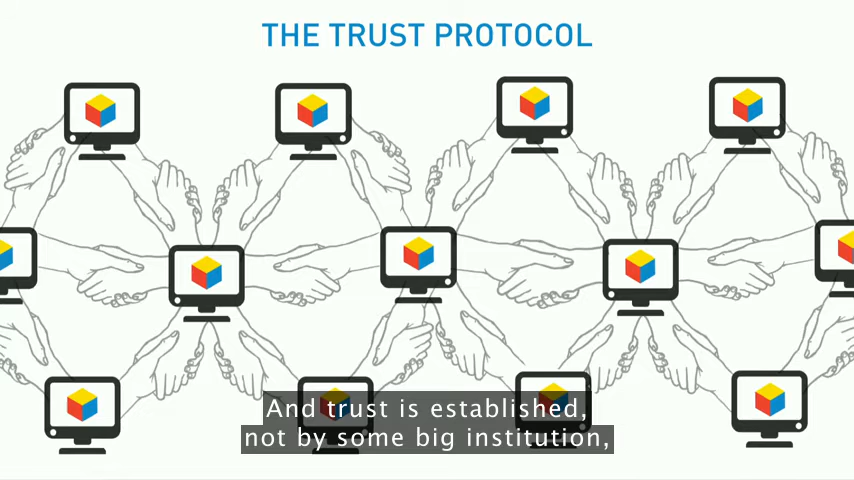 THE TRUST PROTOCOL
And trust is established,
not by some big institution,